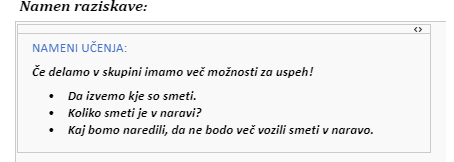 Namen raziskave:
NAMENI UČENJA:
Če delamo v skupini imamo več možnosti za uspeh!
• Da izvemo kje so smeti.
• Koliko smeti je v naravi?
• Kaj bomo naredili, da ne bodo več vozili smeti v naravo.